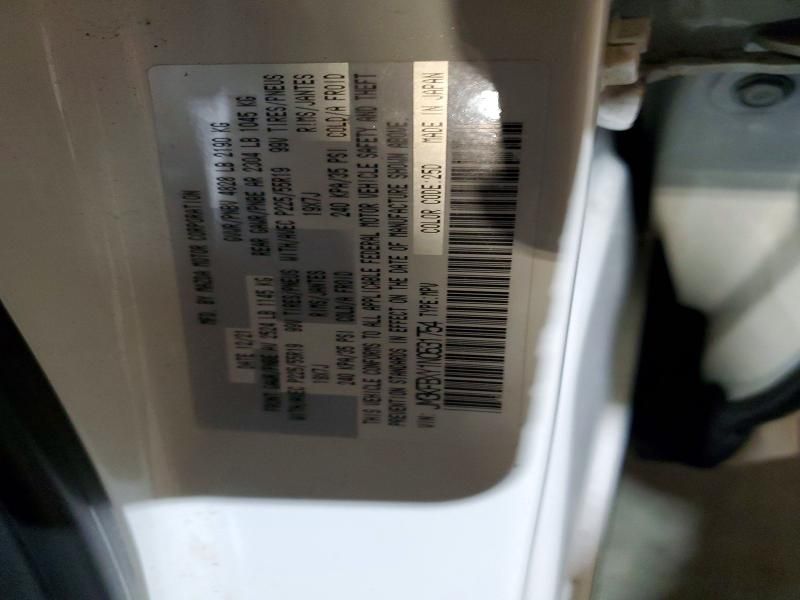 MFD. BY MAZDA MOTOR CORPORATION
DATE: 12/21 GVWR/PNBV 4828 LB 2190 KG
FRONT GAWR/PNBE AV 2524 LB 1145 KG REAR GAWR/PNBE AR 2304 LB 1045 KG
WITH/AVEC P225/55R19 99V TIRES/PNEUS WITH/AVEC P225/55R19 99V TIRES/PNEUS
19X7J RIMS/JANTES 19X7J RIMS/JANTES
240 KPA/35 PSI COLD/A FROID 240 KPA/35 PSI COLD/A FROID
THIS VEHICLE CONFORMS TO ALL APPLICABLE FEDERAL MOTOR VEHICLE SAFETY AND THEFT
PREVENTION STANDARDS IN EFFECT ON THE DATE OF MANUFACTURE SHOWN ABOVE.
VIN: TYPE:MPV COLOR CODE:25D MADE IN JAPAN